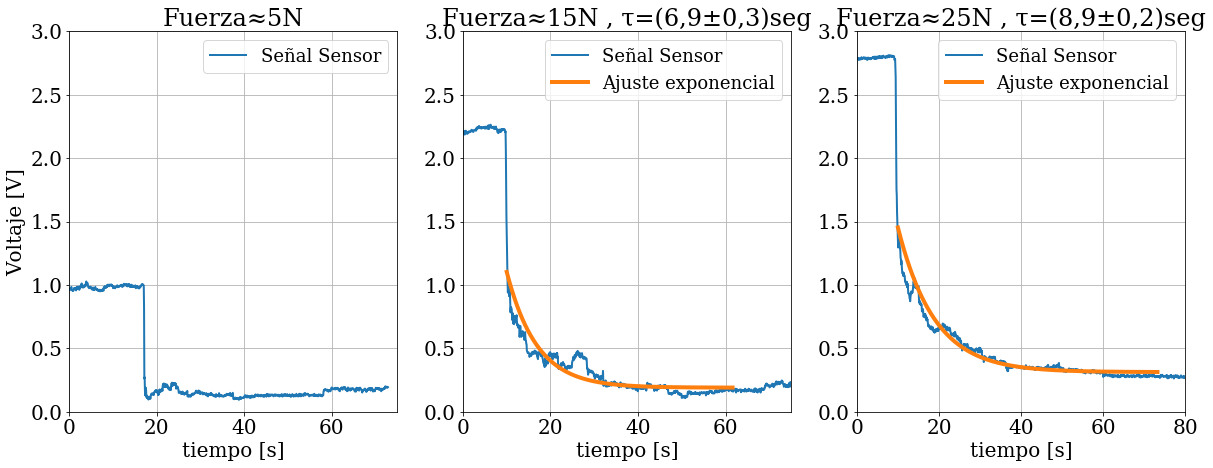 Fuerza≈5N
Señal Sensor
3.0
2.5
2.0
1.5
1.0
0.5
0.0
Voltaje [V]
0 20 40 60
tiempo [s]
Fuerza≈15N , τ=(6,9±0,3)seg
Señal Sensor
Ajuste exponencial
3.0
2.5
2.0
1.5
1.0
0.5
0.0
0 20 40 60
tiempo [s]
Fuerza≈25N , τ=(8,9±0,2)seg
Señal Sensor
Ajuste exponencial
3.0
2.5
2.0
1.5
1.0
0.5
0.0
0 20 40 60 80
tiempo [s]